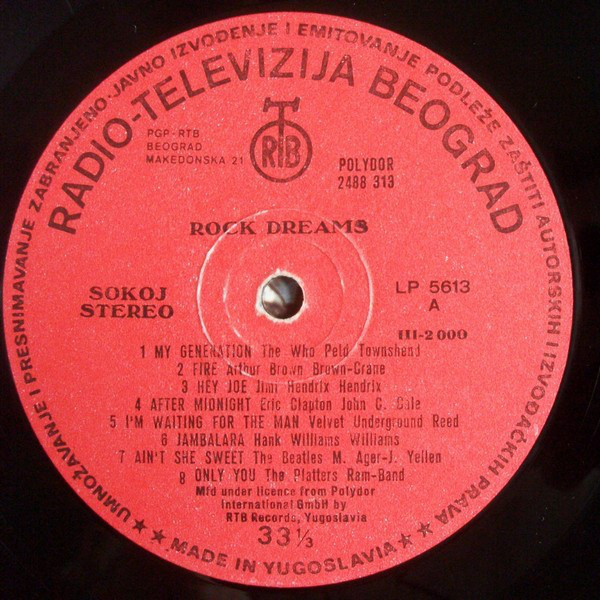 UMNOŽAVANJE I PRESNIMAVANJE ZABRANJENO · JAVNO IZVOĐENJE I EMITOVANJE PODLEŽE ZAŠTITI AUTORSKIH I IZVOĐAČKIH PRAVA
RADIO-TELEVIZIJA BEOGRAD
PGP-RTB
BEOGRAD
MAKEDONSKA 21
RTB
POLYDOR
2488 313
ROCK DREAMS
SOKOJ
STEREO
LP 5613
A
III-2 000
1 MY GENERATION The Who Peld Townshend
2 FIRE Arthur Brown Brown-Crane
3 HEY JOE Jimi Hendrix Hendrix
4 AFTER MIDNIGHT Eric Clapton John C. Cale
5 I'M WAITING FOR THE MAN Velvet Underground Reed
6 JAMBALARA Hank Williams Williams
7 AIN'T SHE SWEET The Beatles M. Ager-J. Yellen
8 ONLY YOU The Platters Ram-Band
Mfd under licence from Polydor
International GmbH by
RTB Records, Yugoslavia
33 1/3
★ ★ MADE IN YUGOSLAVIA ★ ★